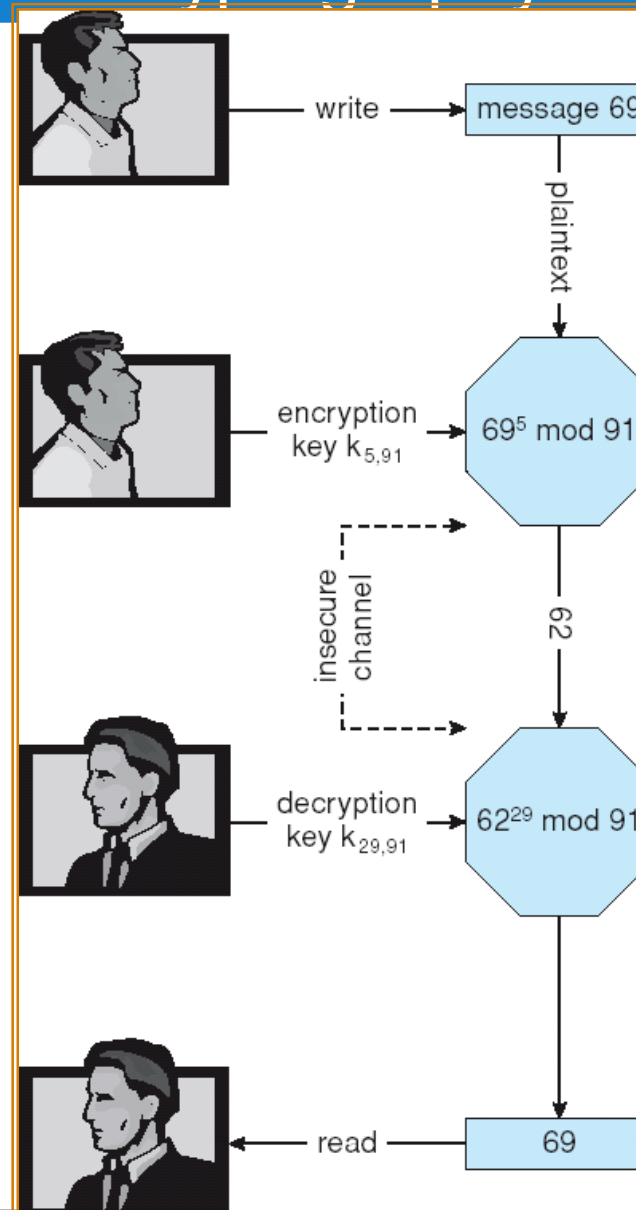 write
message 69
plaintext
encryption
key k5,91
69⁵ mod 91
insecure
channel
62
decryption
key k29,91
62²⁹ mod 91
read
69